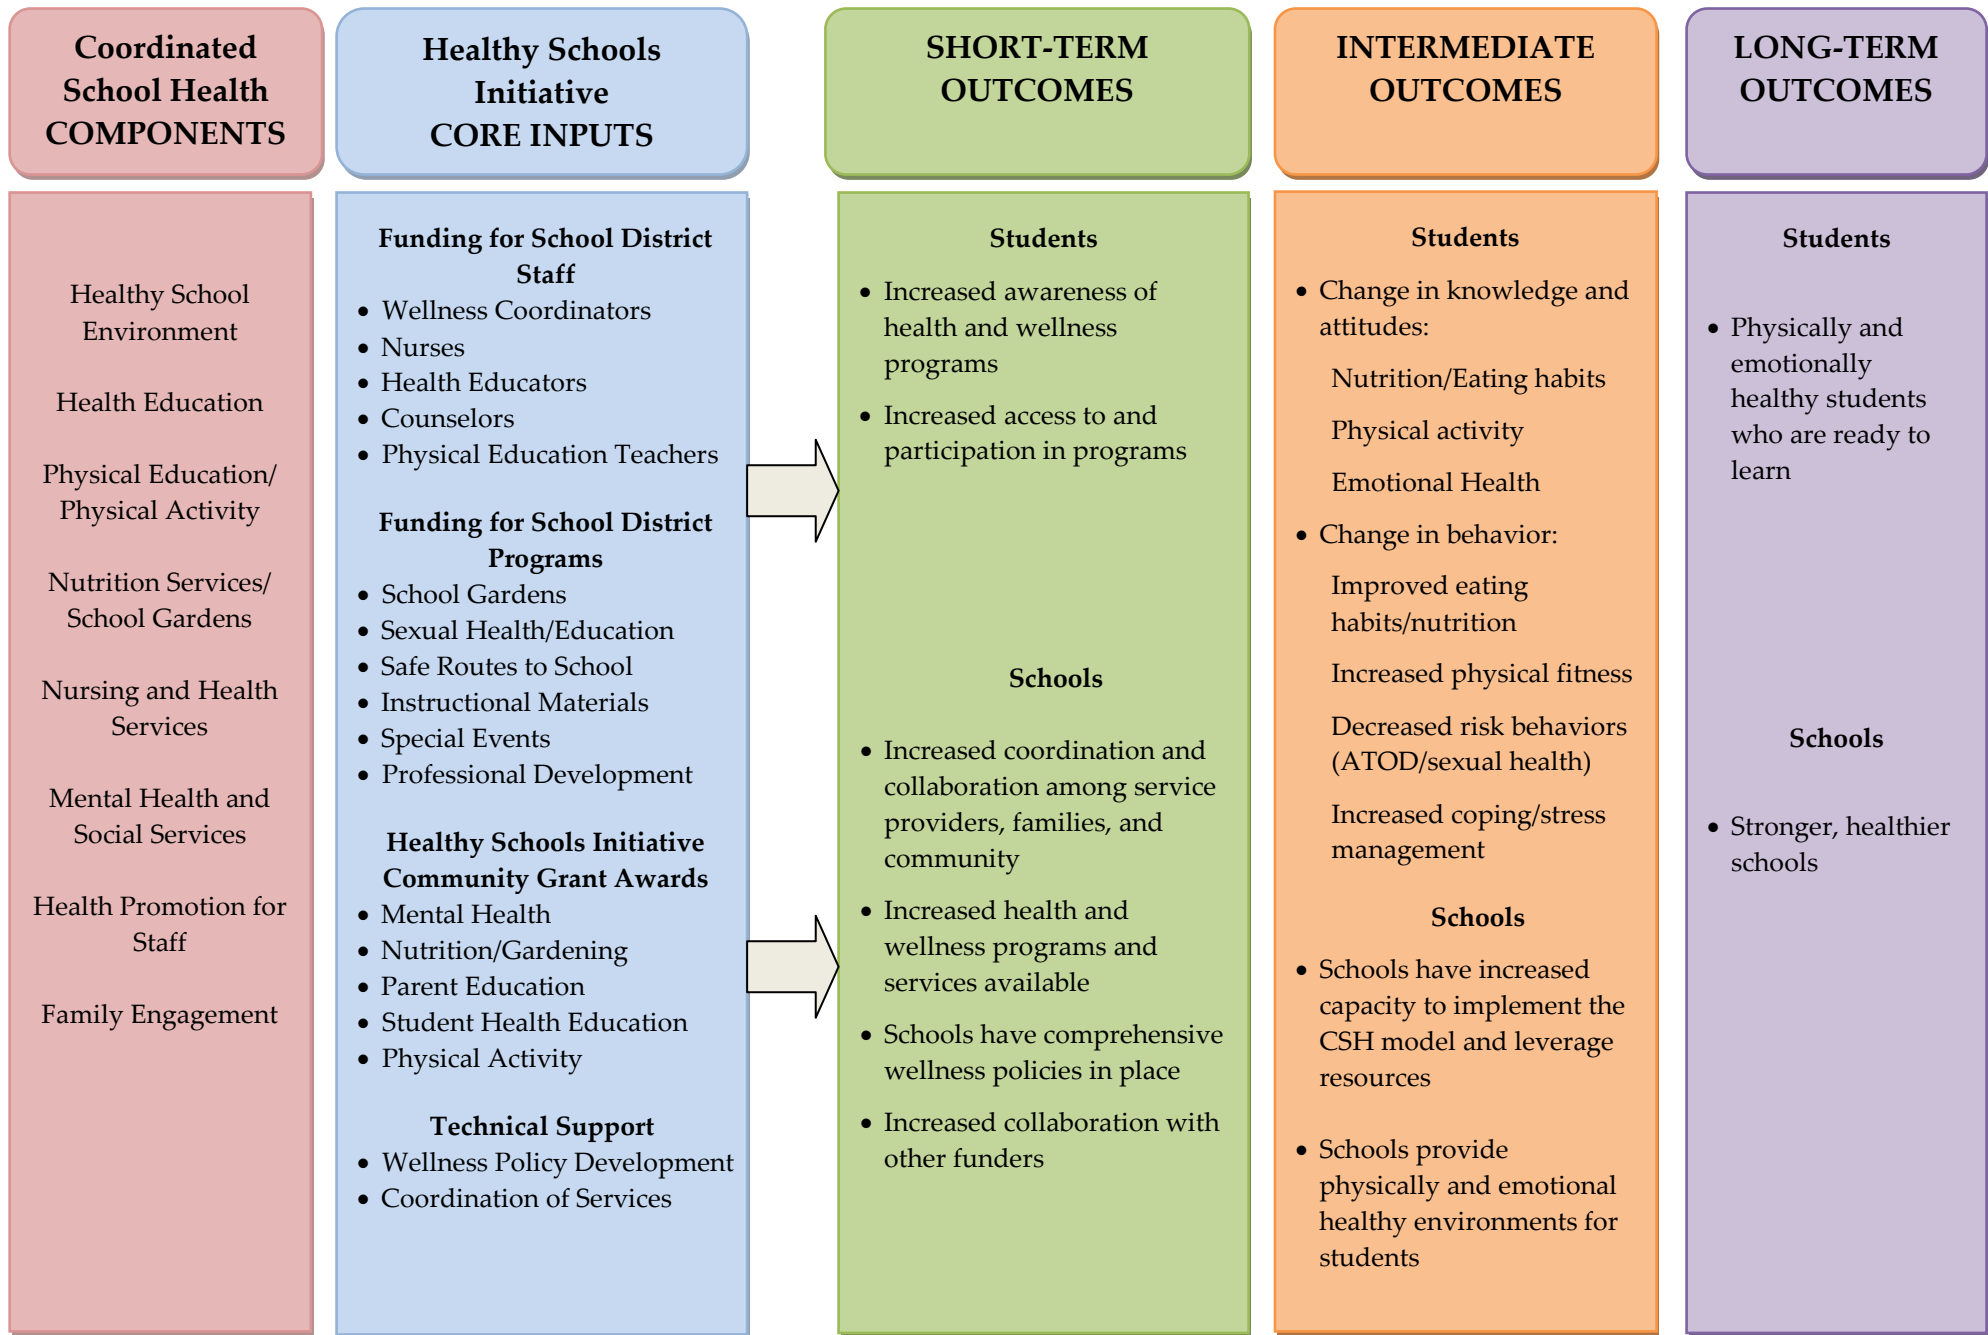 Coordinated
School Health
COMPONENTS
Healthy School
Environment
Health Education
Physical Education/
Physical Activity
Nutrition Services/
School Gardens
Nursing and Health
Services
Mental Health and
Social Services
Health Promotion for
Staff
Family Engagement
Healthy Schools
Initiative
CORE INPUTS
Funding for School District
Staff
• Wellness Coordinators
• Nurses
• Health Educators
• Counselors
• Physical Education Teachers
Funding for School District
Programs
• School Gardens
• Sexual Health/Education
• Safe Routes to School
• Instructional Materials
• Special Events
• Professional Development
Healthy Schools Initiative
Community Grant Awards
• Mental Health
• Nutrition/Gardening
• Parent Education
• Student Health Education
• Physical Activity
Technical Support
• Wellness Policy Development
• Coordination of Services
SHORT-TERM
OUTCOMES
Students
• Increased awareness of
health and wellness
programs
• Increased access to and
participation in programs
Schools
• Increased coordination and
collaboration among service
providers, families, and
community
• Increased health and
wellness programs and
services available
• Schools have comprehensive
wellness policies in place
• Increased collaboration with
other funders
INTERMEDIATE
OUTCOMES
Students
• Change in knowledge and
attitudes:
Nutrition/Eating habits
Physical activity
Emotional Health
• Change in behavior:
Improved eating
habits/nutrition
Increased physical fitness
Decreased risk behaviors
(ATOD/sexual health)
Increased coping/stress
management
Schools
• Schools have increased
capacity to implement the
CSH model and leverage
resources
• Schools provide
physically and emotional
healthy environments for
students
LONG-TERM
OUTCOMES
Students
• Physically and
emotionally
healthy students
who are ready to
learn
Schools
• Stronger, healthier
schools